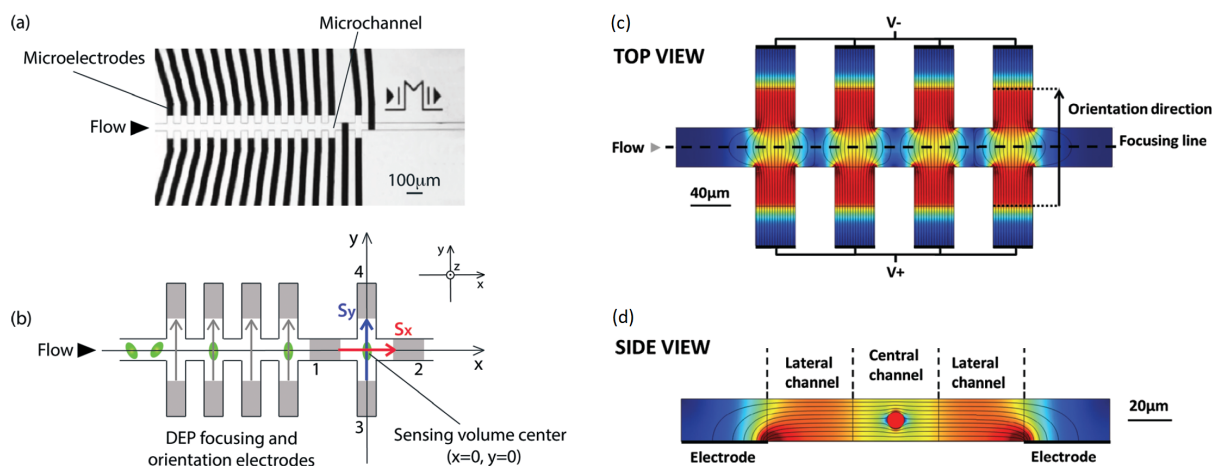 (a)
Microchannel
Microelectrodes
Flow
100μm
(b)
y
4
y
z
x
Sy
Sx
Flow
x
1
2
3
DEP focusing and
orientation electrodes
Sensing volume center
(x=0, y=0)
(c)
V-
TOP VIEW
Orientation direction
Flow
Focusing line
40μm
V+
(d)
SIDE VIEW
Lateral
channel
Central
channel
Lateral
channel
20μm
Electrode
Electrode